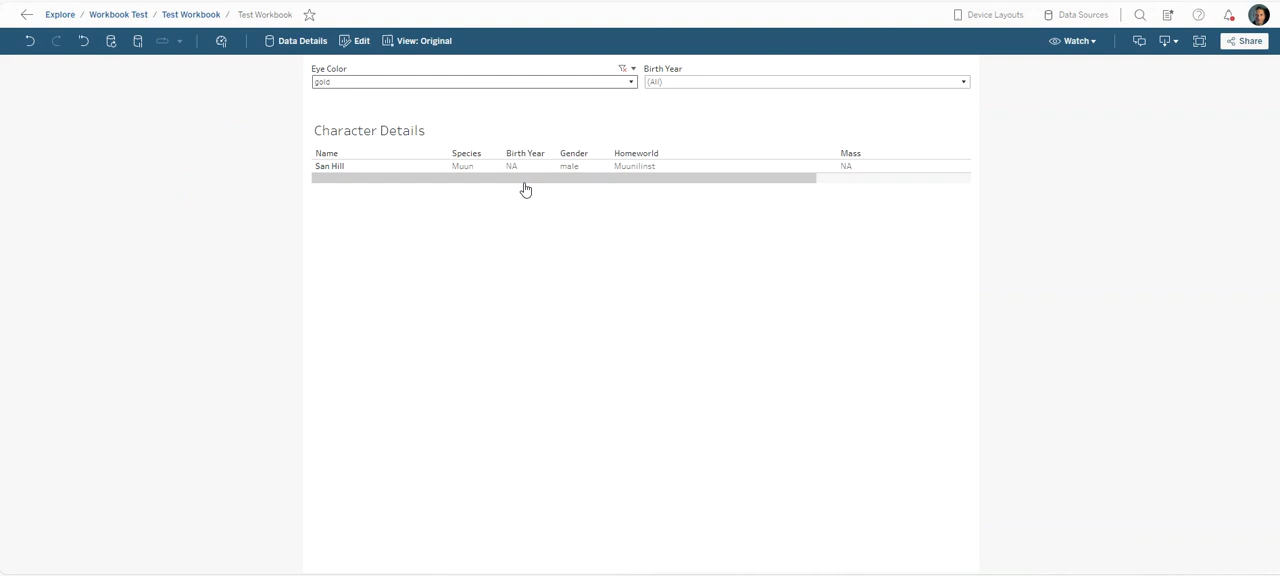 Explore / Workbook Test / Test Workbook / Test Workbook
Device Layouts Data Sources
Data Details Edit View: Original Watch Share
Eye Color Birth Year
gold (All)
Character Details
Name Species Birth Year Gender Homeworld Mass
San Hill Muun NA male Muunilinst NA